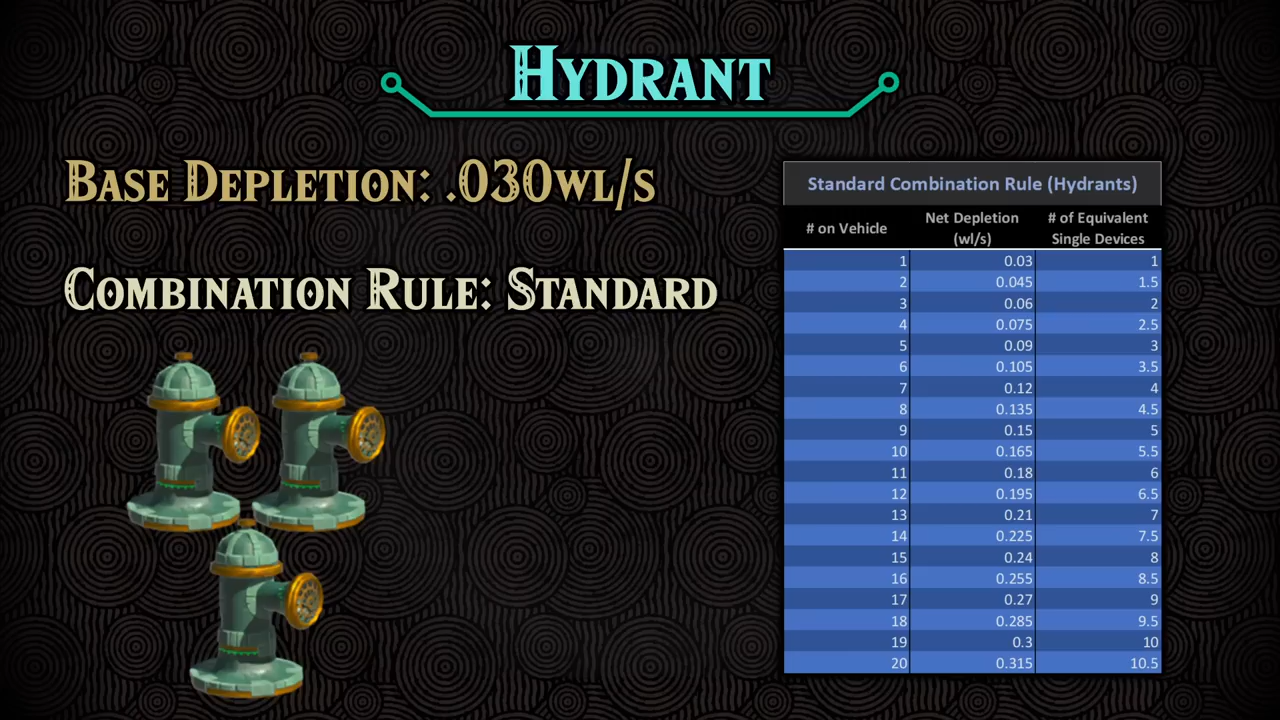 Hydrant
Base Depletion: .030wl/s
Combination Rule: Standard
Standard Combination Rule (Hydrants)
# on Vehicle Net Depletion (wl/s) # of Equivalent Single Devices
1 0.03 1
2 0.045 1.5
3 0.06 2
4 0.075 2.5
5 0.09 3
6 0.105 3.5
7 0.12 4
8 0.135 4.5
9 0.15 5
10 0.165 5.5
11 0.18 6
12 0.195 6.5
13 0.21 7
14 0.225 7.5
15 0.24 8
16 0.255 8.5
17 0.27 9
18 0.285 9.5
19 0.3 10
20 0.315 10.5